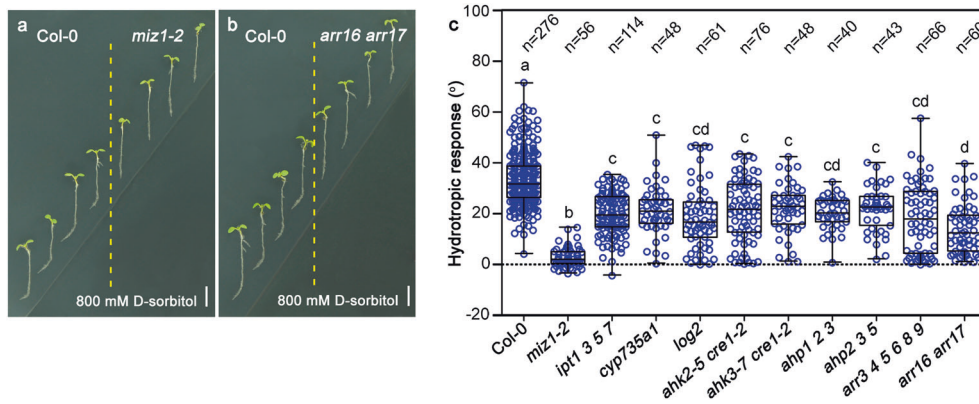 a
Col-0
miz1-2
800 mM D-sorbitol
b
Col-0
arr16 arr17
800 mM D-sorbitol
c
Hydrotropic response (°)
100
80
60
40
20
0
-20
n=276
n=56
n=114
n=48
n=61
n=76
n=48
n=40
n=43
n=66
a
b
c
c
cd
c
c
cd
c
cd
d
Col-0
miz1-2
ipt1 3 5 7
cyp735a1
log2
ahk2-5 cre1-2
ahk3-7 cre1-2
ahp1 2 3
ahp2 3 5
arr3 4 5 6 8 9
arr16 arr17